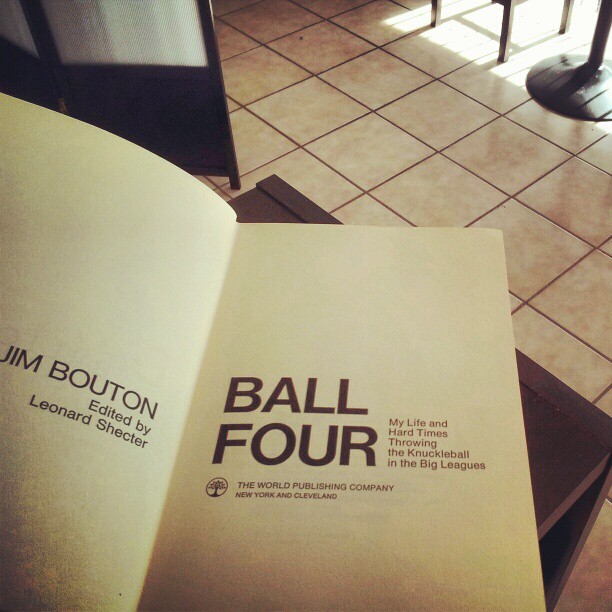 JIM BOUTON
Edited by
Leonard Shecter
BALL
FOUR
My Life and
Hard Times
Throwing
the Knuckleball
in the Big Leagues
THE WORLD PUBLISHING COMPANY
NEW YORK AND CLEVELAND